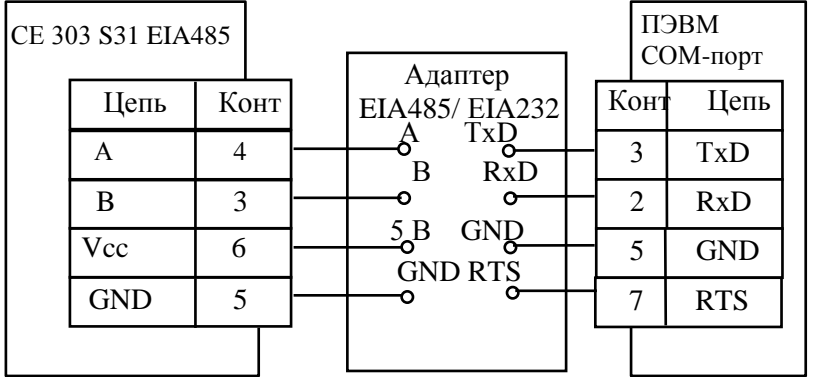 CE 303 S31 EIA485
Цепь Конт
A 4
B 3
Vcc 6
GND 5
Адаптер
EIA485/ EIA232
A TxD
B RxD
5 В GND
GND RTS
ПЭВМ
COM-порт
Конт Цепь
3 TxD
2 RxD
5 GND
7 RTS